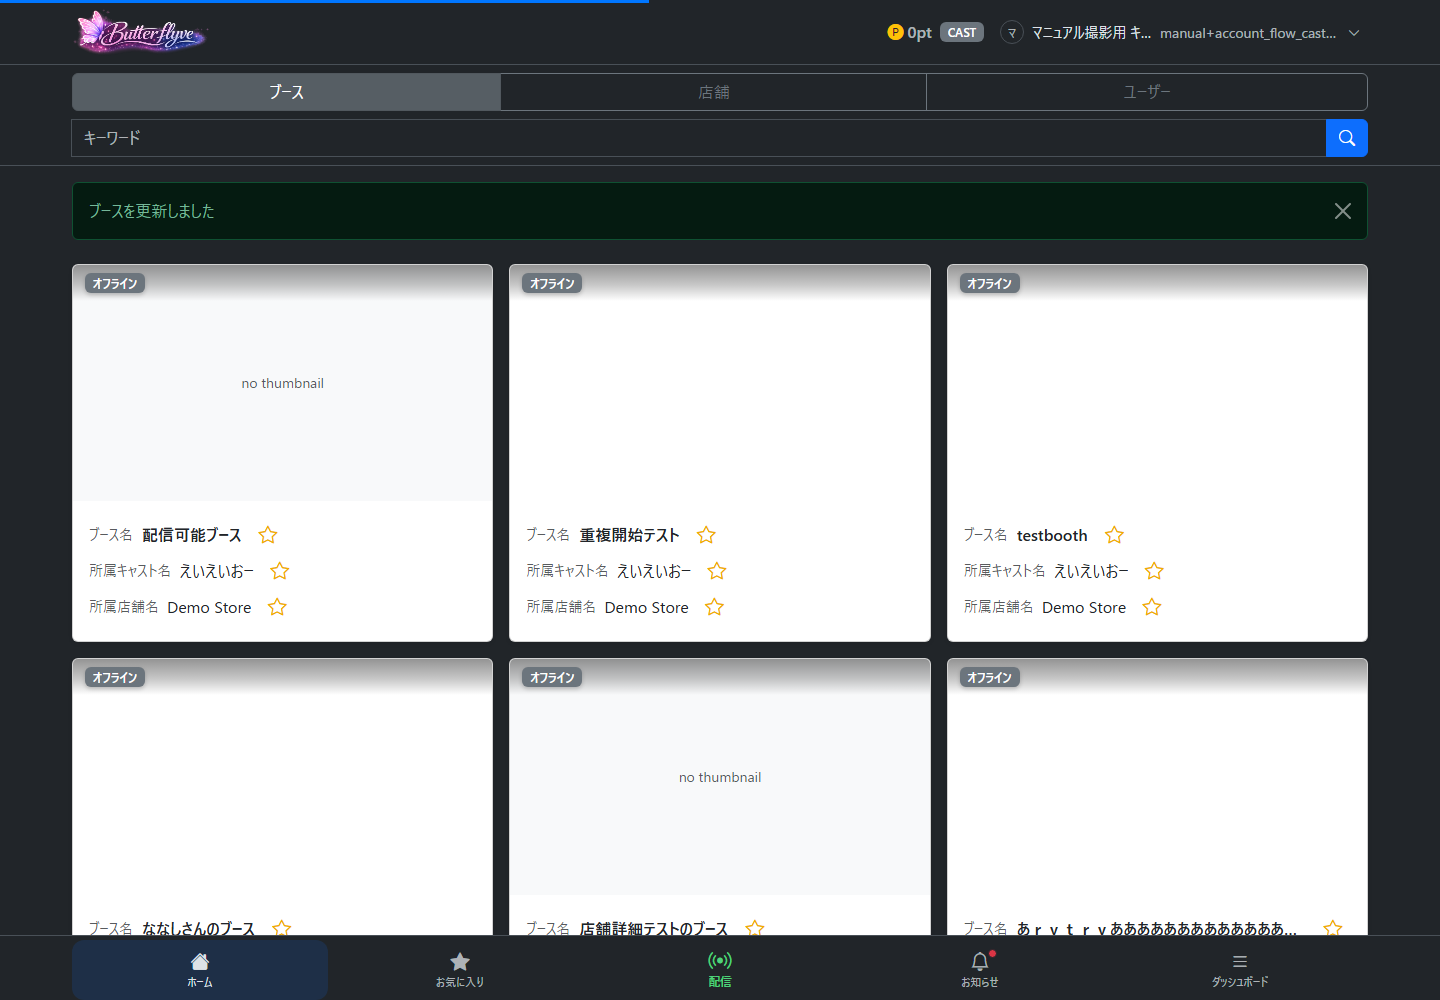 Butterflyve
P 0pt CAST マ マニュアル撮影用 キ... manual+account_flow_cast...
ブース 店舗 ユーザー
キーワード
ブースを更新しました
オフライン オフライン オフライン
no thumbnail
ブース名 配信可能ブース ブース名 重複開始テスト ブース名 testbooth
所属キャスト名 えいえいおー 所属キャスト名 えいえいおー 所属キャスト名 えいえいおー
所属店舗名 Demo Store 所属店舗名 Demo Store 所属店舗名 Demo Store
オフライン オフライン オフライン
no thumbnail
ブース名 ななしさんのブース ブース名 店舗詳細テストのブース ブース名 あｒｖｔｒｖあああああああああああああ...
ホーム お気に入り 配信 お知らせ ダッシュボード